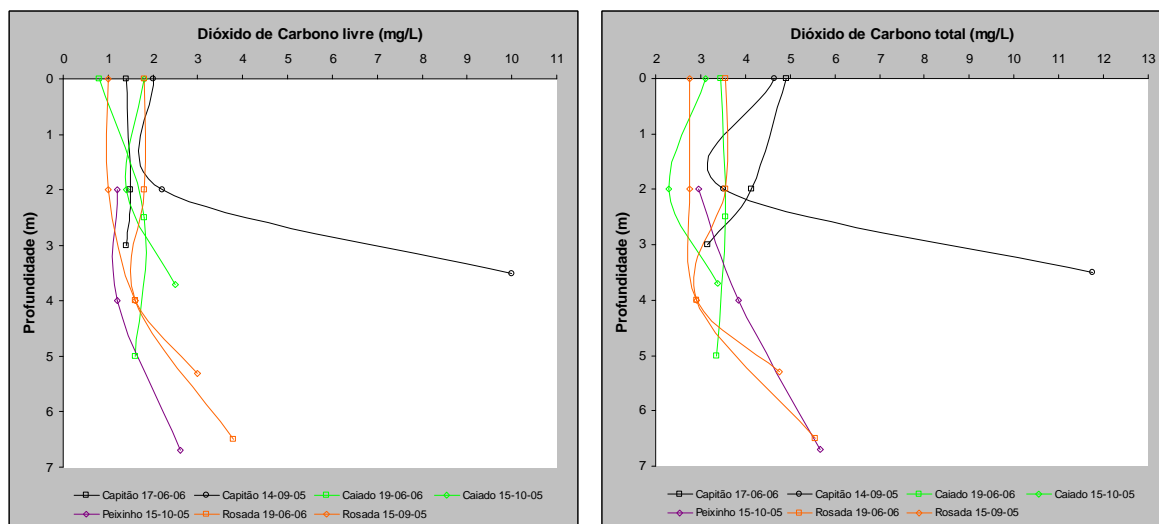 Dióxido de Carbono livre (mg/L)
0 1 2 3 4 5 6 7 8 9 10 11
0
1
2
3
4
5
6
7
Profundidade (m)
Capitão 17-06-06 Capitão 14-09-05 Caiado 19-06-06 Caiado 15-10-05
Peixinho 15-10-05 Rosada 19-06-06 Rosada 15-09-05
Dióxido de Carbono total (mg/L)
2 3 4 5 6 7 8 9 10 11 12 13
0
1
2
3
4
5
6
7
Profundidade (m)
Capitão 17-06-06 Capitão 14-09-05 Caiado 19-06-06 Caiado 15-10-05
Peixinho 15-10-05 Rosada 19-06-06 Rosada 15-09-05